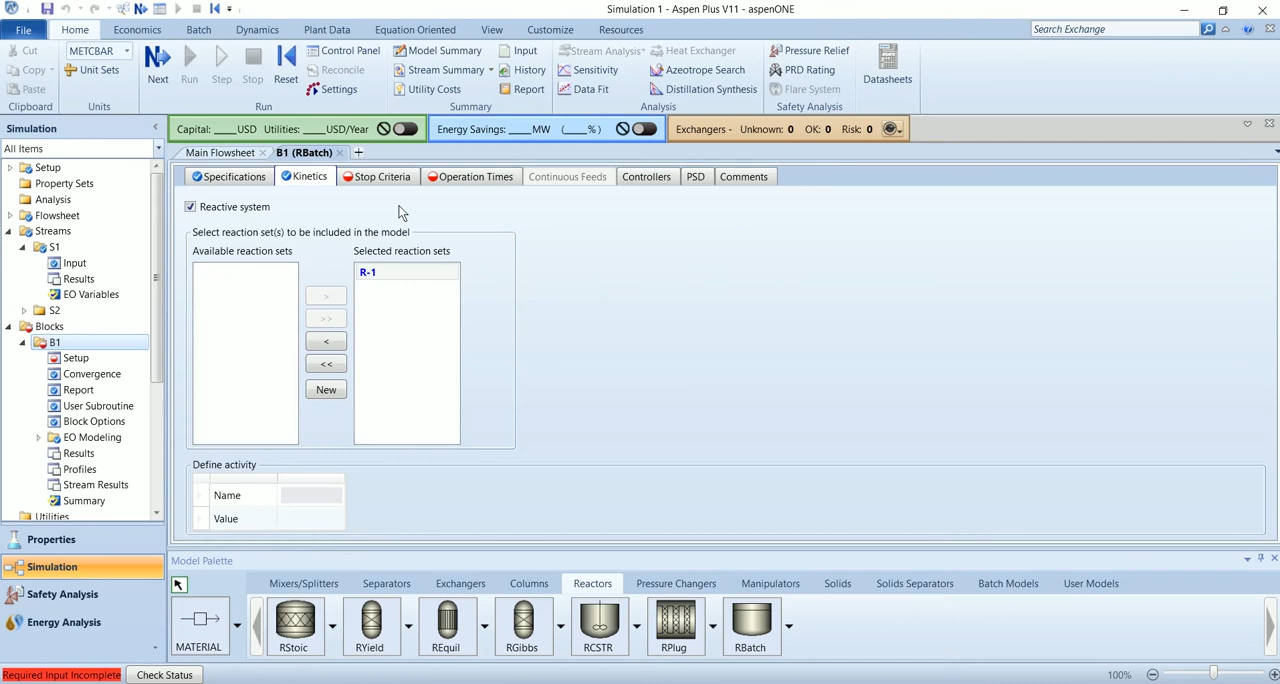 Simulation 1 - Aspen Plus V11 - aspenONE
File Home Economics Batch Dynamics Plant Data Equation Oriented View Customize Resources Search Exchange
Cut METCBAR Control Panel Model Summary Input Stream Analysis Heat Exchanger Pressure Relief
Copy Unit Sets Next Run Step Stop Reset Reconcile Stream Summary History Sensitivity Azeotrope Search PRD Rating Datasheets
Paste Settings Utility Costs Report Data Fit Distillation Synthesis Flare System
Clipboard Units Run Summary Analysis Safety Analysis
Simulation Capital: ____USD Utilities: ____USD/Year Energy Savings: ____MW (____%) Exchangers - Unknown: 0 OK: 0 Risk: 0
All Items Main Flowsheet B1 (RBatch) +
Setup Specifications Kinetics Stop Criteria Operation Times Continuous Feeds Controllers PSD Comments
Property Sets
Analysis
Reactive system
Flowsheet
Streams
Select reaction set(s) to be included in the model
S1
Available reaction sets Selected reaction sets
Input
R-1
Results
EO Variables
>
S2
>>
Blocks
B1
<
Setup
<<
Convergence
Report
New
User Subroutine
Block Options
EO Modeling
Results
Define activity
Profiles
Stream Results
Name
Summary
Value
Utilities
Properties
Model Palette
Simulation
Mixers/Splitters Separators Exchangers Columns Reactors Pressure Changers Manipulators Solids Solids Separators Batch Models User Models
Safety Analysis
Energy Analysis
MATERIAL RStoic RYield REquil RGibbs RCSTR RPlug RBatch
Required Input Incomplete Check Status 100%